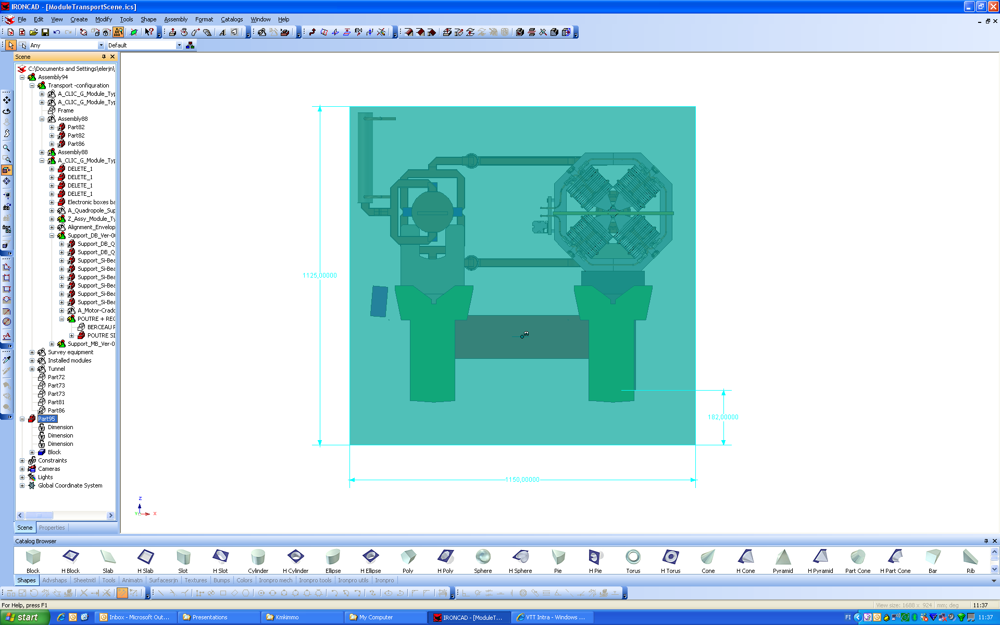 IRONCAD - [ModuleTransportScene.ics]
File Edit View Create Modify Tools Shape Assembly Format Catalogs Window Help
Any Default
Scene
C:\Documents and Settings\elerjn\
Assembly94
Transport -configuration
A_CLIC_G_Module_Typ
A_CLIC_G_Module_Typ
Frame
Assembly88
Part82
Part82
Part86
Assembly88
A_CLIC_G_Module_Typ
DELETE_1
DELETE_1
DELETE_1
DELETE_1
Electronic boxes ba
A_Quadropole_Sup
Z_Assy_Module_Ty
Alignment_Envelop
Support_DB_Ver-0
Support_DB_Q
Support_DB_Q
Support_Si-Bea
Support_Si-Bea
Support_Si-Bea
Support_Si-Bea
Support_Si-Bea
Support_Si-Bea
A_Motor-Crado
POUTRE + REG
BERCEAU F
POUTRE SI
Support_MB_Ver-0
Survey equipment
Installed modules
Tunnel
Part72
Part73
Part73
Part81
Part86
Part95
Dimension
Dimension
Dimension
Block
Constraints
Cameras
Lights
Global Coordinate System
1125,00000
182,00000
1150,00000
Z
Y X
Scene Properties
Catalog Browser
Block H Block Slab H Slab Slot H Slot Cylinder H Cylinder Ellipse H Ellipse Poly H Poly Sphere H Sphere Pie H Pie Torus H Torus Cone H Cone Pyramid H Pyramid Part Cone H Part Cone Bar Rib
Shapes Advshaps Sheetmtl Tools Animatn Surfacesrjn Textures Bumps Colors Ironpro mech Ironpro tools Ironpro utils Ironpro
For Help, press F1 View size: 1688 x 924 mm; deg 11:37
start Inbox - Microsoft Out... Presentations Kmkimmo My Computer IRONCAD - [ModuleT... VTT Intra - Windows ... FI 11:37